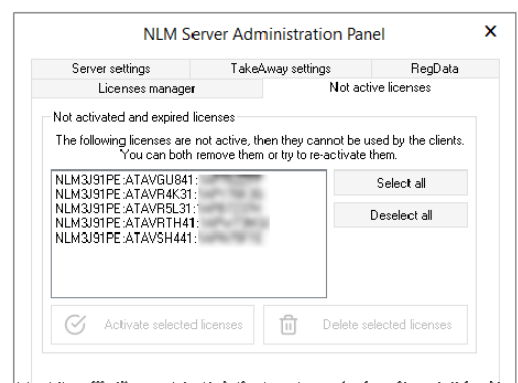 NLM Server Administration Panel X
Server settings TakeAway settings RegData
Licenses manager Not active licenses
Not activated and expired licenses
The following licenses are not active, then they cannot be used by the clients.
You can both remove them or try to re-activate them.
NLM3J91PE:ATAVGU841:
NLM3J91PE:ATAVR4K31:
NLM3J91PE:ATAVR5L31:
NLM3J91PE:ATAVRTH41:
NLM3J91PE:ATAVSH441:
Select all
Deselect all
Activate selected licenses
Delete selected licenses